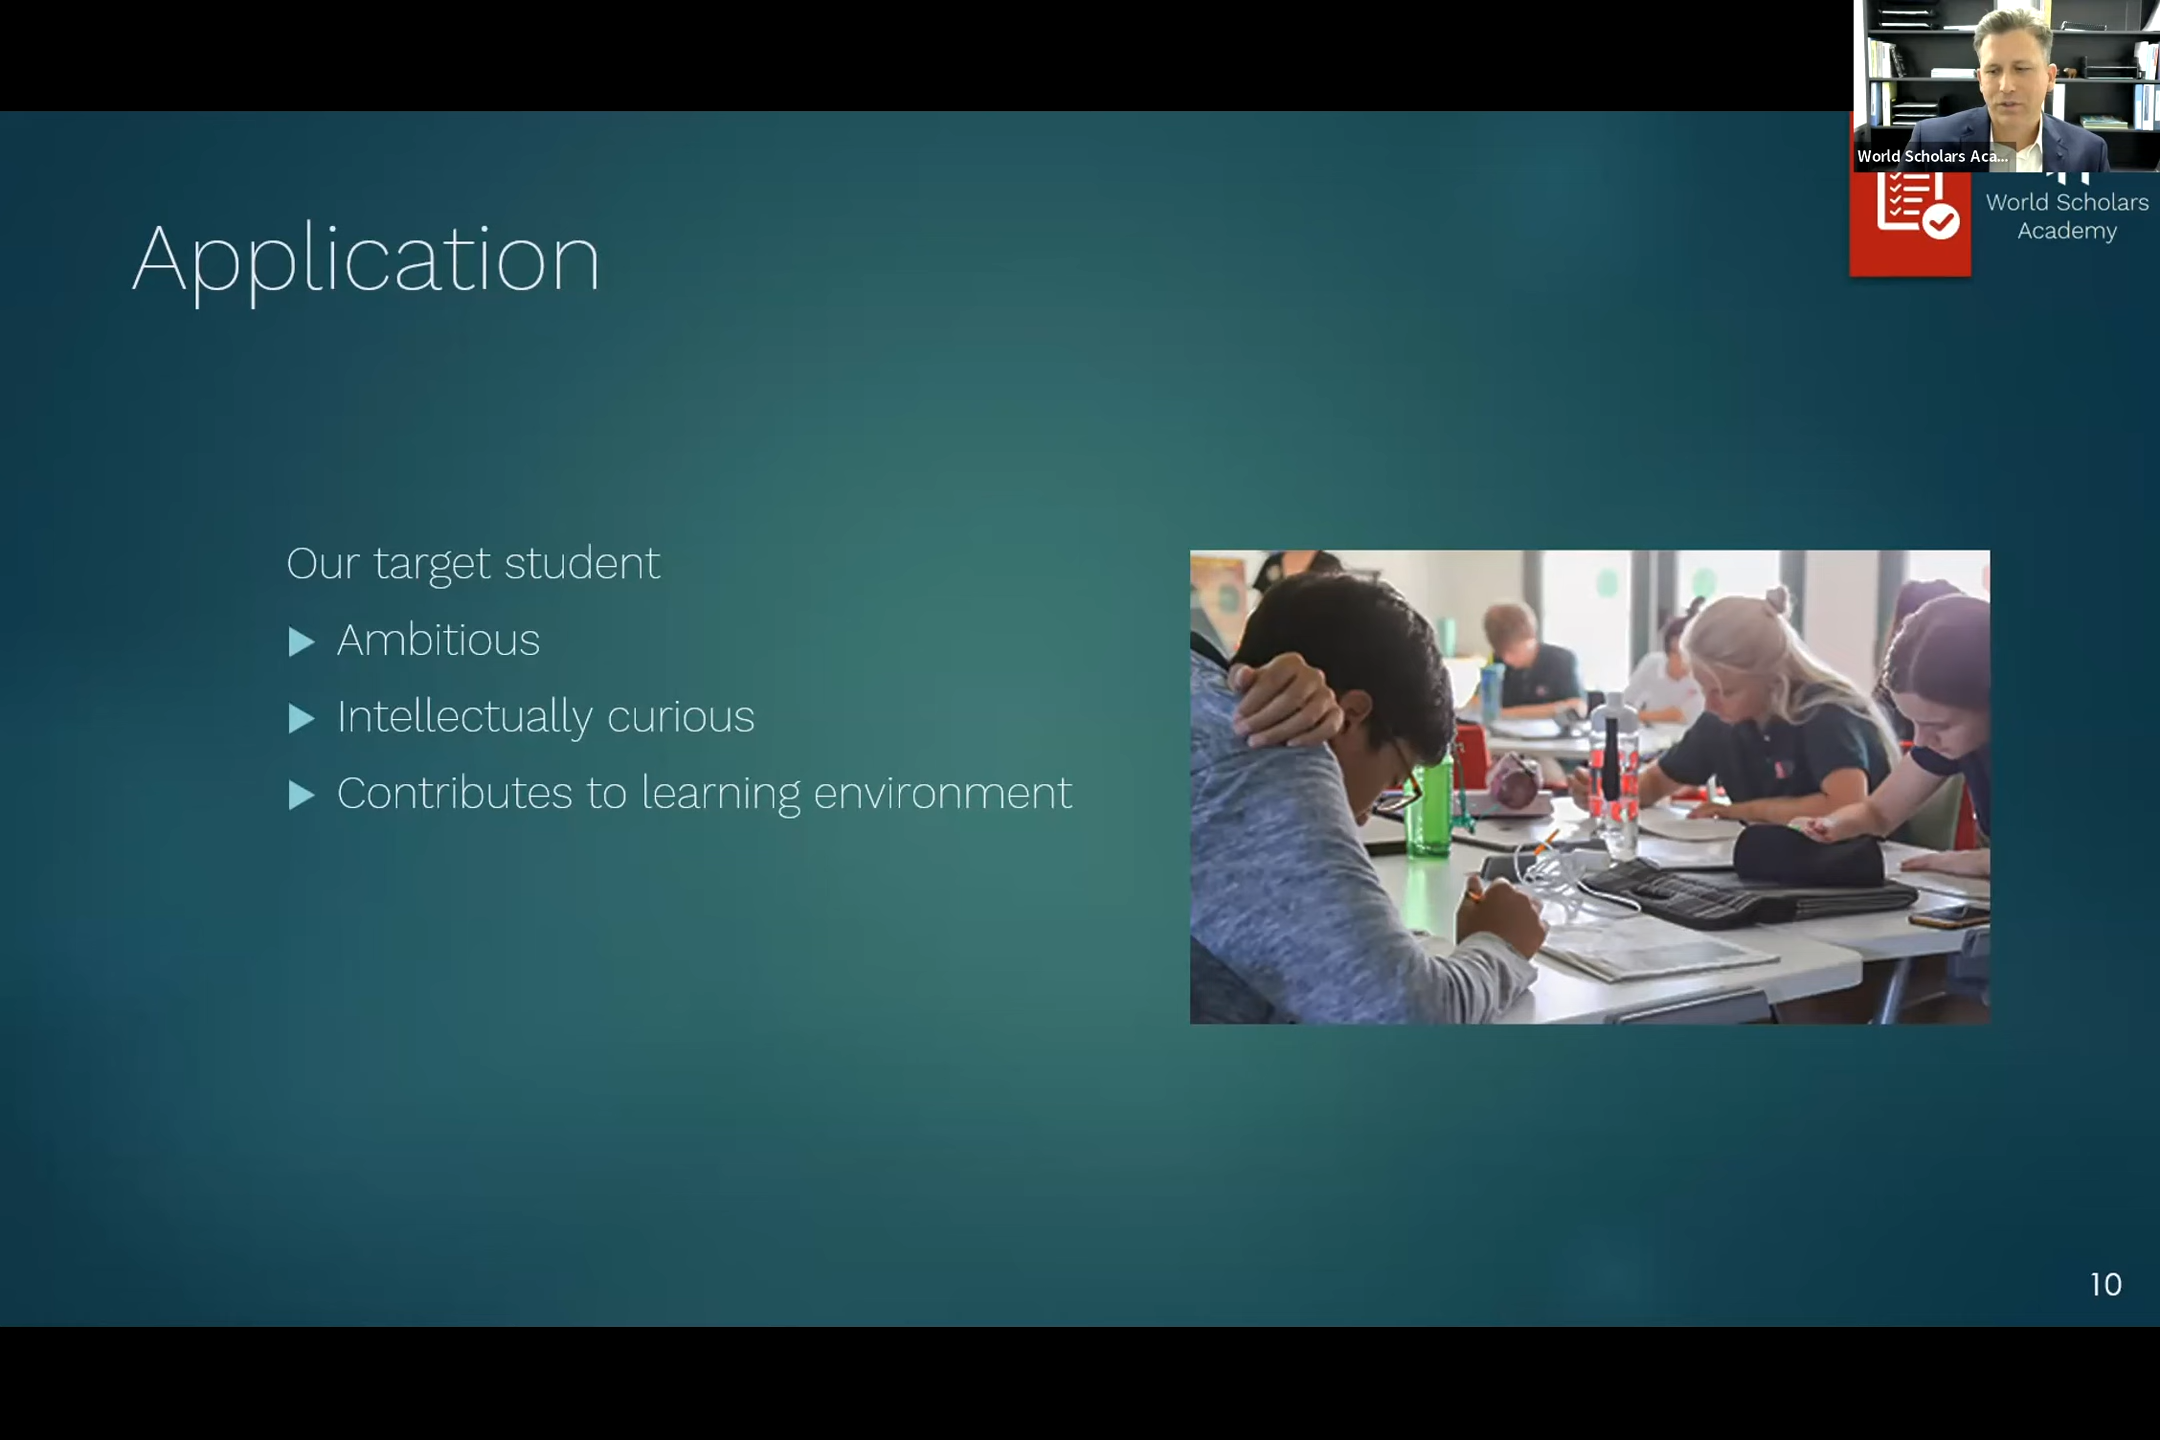 World Scholars Aca...
World Scholars
Academy
Application
Our target student
Ambitious
Intellectually curious
Contributes to learning environment
10